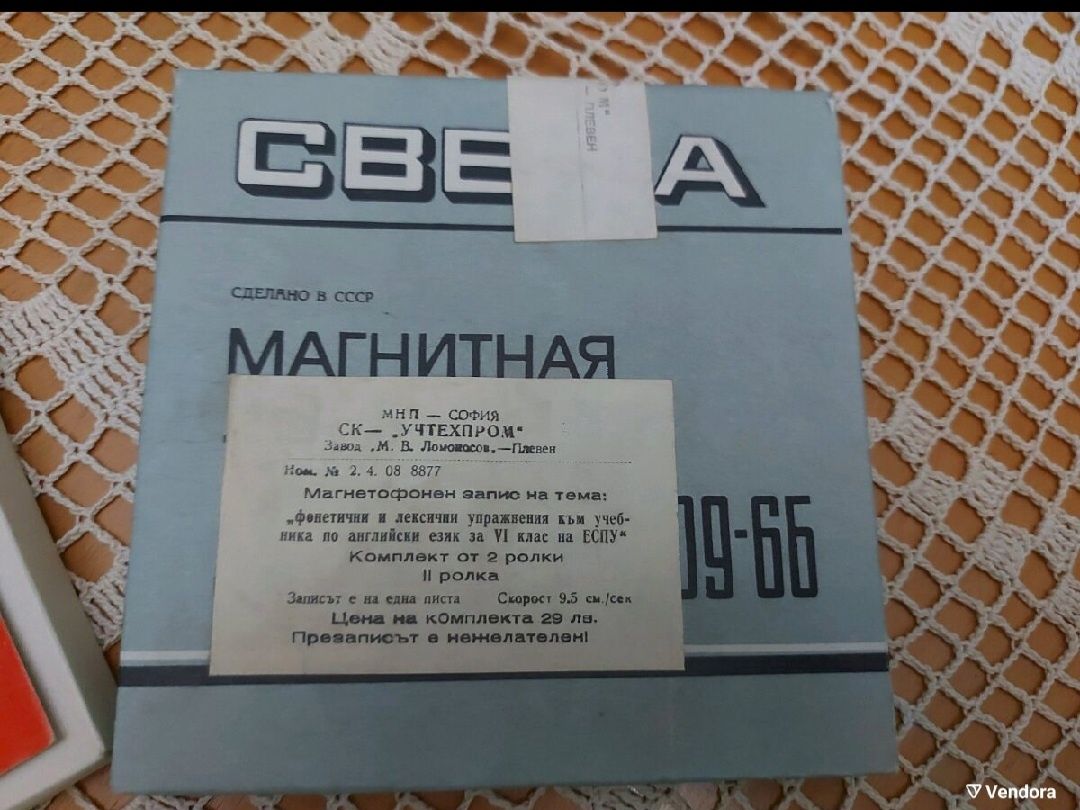 СВЕ А
М"
ПЛЕВЕН
СДЕЛАНО В СССР
МАГНИТНАЯ
МНП — СОФИЯ
СК— „УЧТЕХПРОМ"
Завод „М. В. Ломоносов„—Плевен
Ном. № 2. 4. 08 8877
Магнетофонен запис на тема:
„фонетични и лексични упражнения към учеб-
ника по английски език за VI клас на ЕСПУ"
Комплект от 2 ролки
II ролка
Записът е на една писта Скорост 9.5 см./сек
Цена на кОмплекта 29 лв.
Презаписът е нежелателен!
09-6Б
Vendora